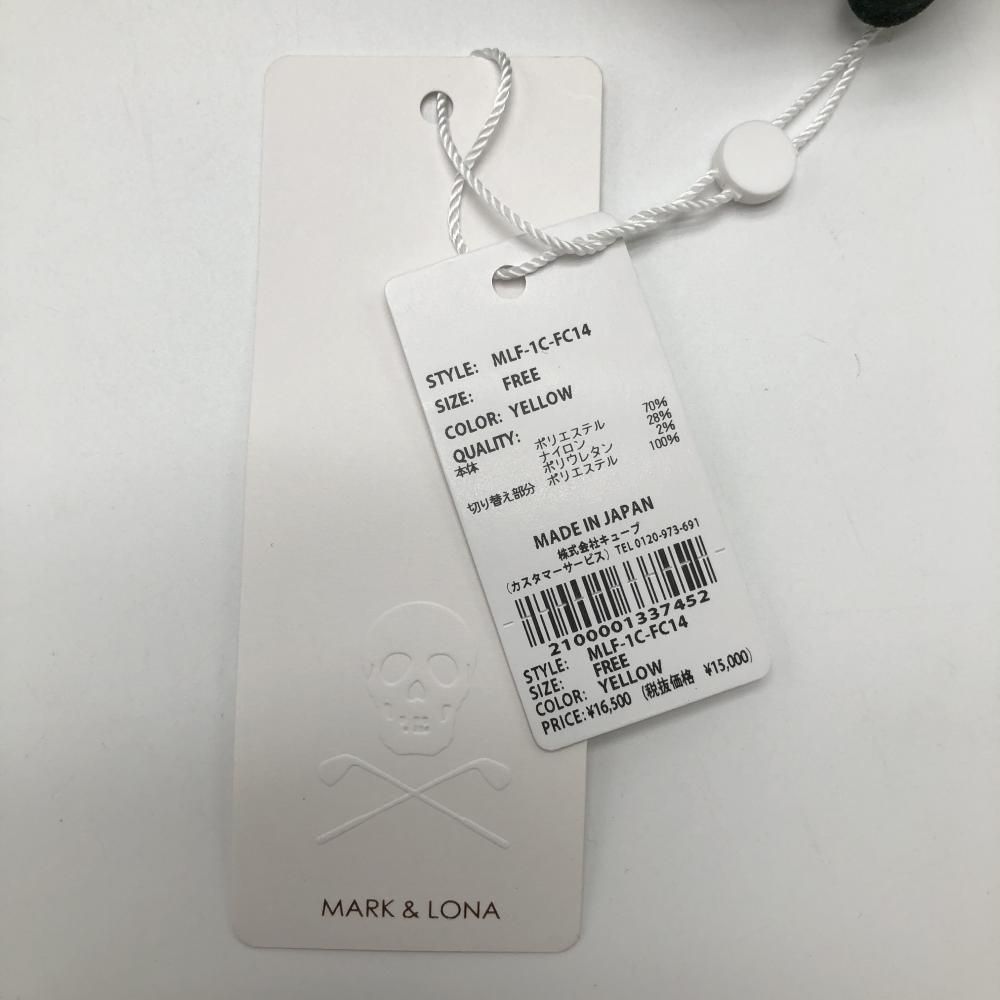 STYLE: MLF-1C-FC14
SIZE: FREE
COLOR: YELLOW
QUALITY:
本体 ポリエステル 70%
ナイロン 28%
ポリウレタン 2%
切り替え部分 ポリエステル 100%
MADE IN JAPAN
株式会社キューブ
(カスタマーサービス) TEL 0120-973-691
2100001337452
STYLE: MLF-1C-FC14
SIZE: FREE
COLOR: YELLOW
PRICE:¥16,500 (税抜価格 ¥15,000)
MARK & LONA